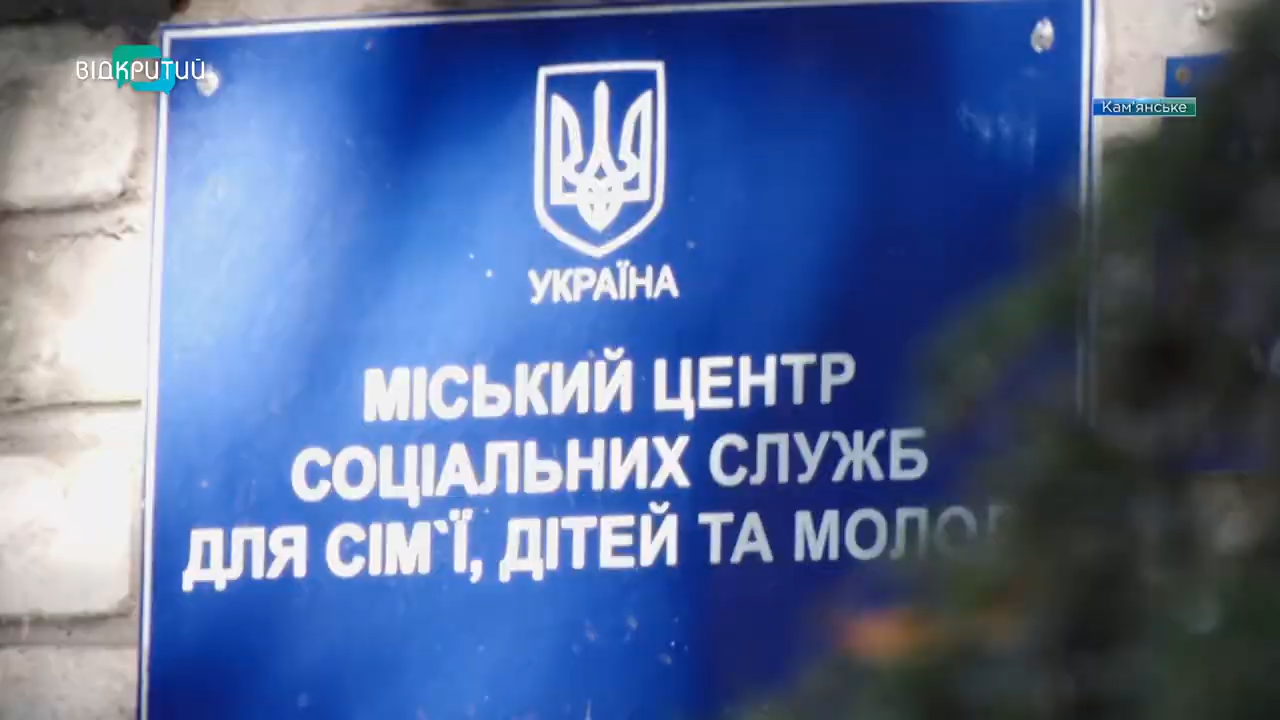 ВІДКРИТИЙ
Кам'янське
УКРАЇНА
МІСЬКИЙ ЦЕНТР
СОЦІАЛЬНИХ СЛУЖБ
ДЛЯ СІМ`Ї, ДІТЕЙ ТА